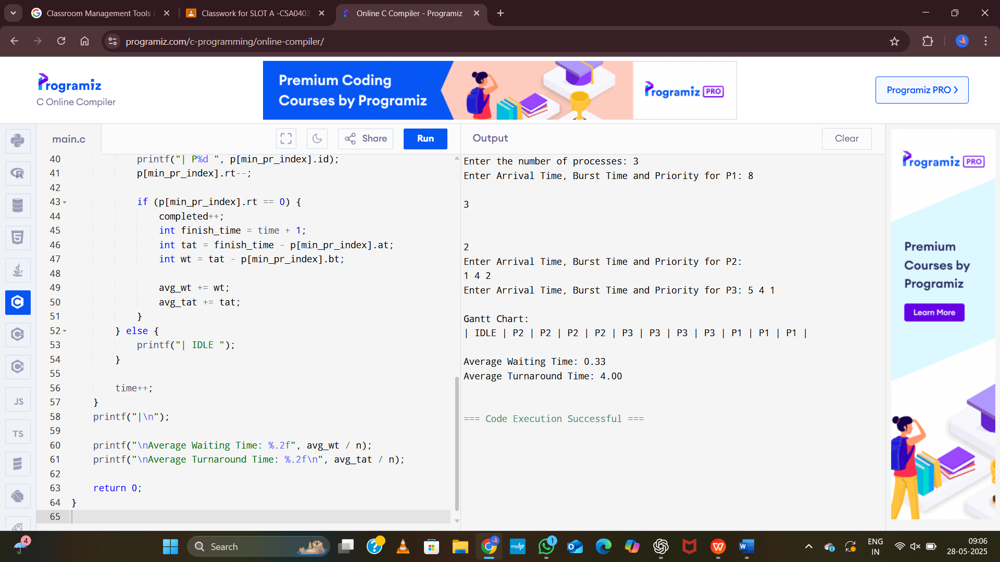 Classroom Management Tools &
Classwork for SLOT A -CSA0403
Online C Compiler - Programiz
programiz.com/c-programming/online-compiler/
Programiz
C Online Compiler
Premium Coding
Courses by Programiz
Programiz PRO
Programiz PRO
main.c
Share
Run
Output
Clear
40 printf("| P%d ", p[min_pr_index].id);
41 p[min_pr_index].rt--;
42
43 if (p[min_pr_index].rt == 0) {
44 completed++;
45 int finish_time = time + 1;
46 int tat = finish_time - p[min_pr_index].at;
47 int wt = tat - p[min_pr_index].bt;
48
49 avg_wt += wt;
50 avg_tat += tat;
51 }
52 } else {
53 printf("| IDLE ");
54 }
55
56 time++;
57 }
58 printf("|\n");
59
60 printf("\nAverage Waiting Time: %.2f", avg_wt / n);
61 printf("\nAverage Turnaround Time: %.2f\n", avg_tat / n);
62
63 return 0;
64 }
65
Enter the number of processes: 3
Enter Arrival Time, Burst Time and Priority for P1: 8
3
2
Enter Arrival Time, Burst Time and Priority for P2:
1 4 2
Enter Arrival Time, Burst Time and Priority for P3: 5 4 1
Gantt Chart:
| IDLE | P2 | P2 | P2 | P2 | P3 | P3 | P3 | P3 | P1 | P1 | P1 |
Average Waiting Time: 0.33
Average Turnaround Time: 4.00
=== Code Execution Successful ===
Programiz PRO
Premium
Courses by
Programiz
Learn More
JS
TS
4
Search
myhp
1
ENG
IN
09:06
28-05-2025